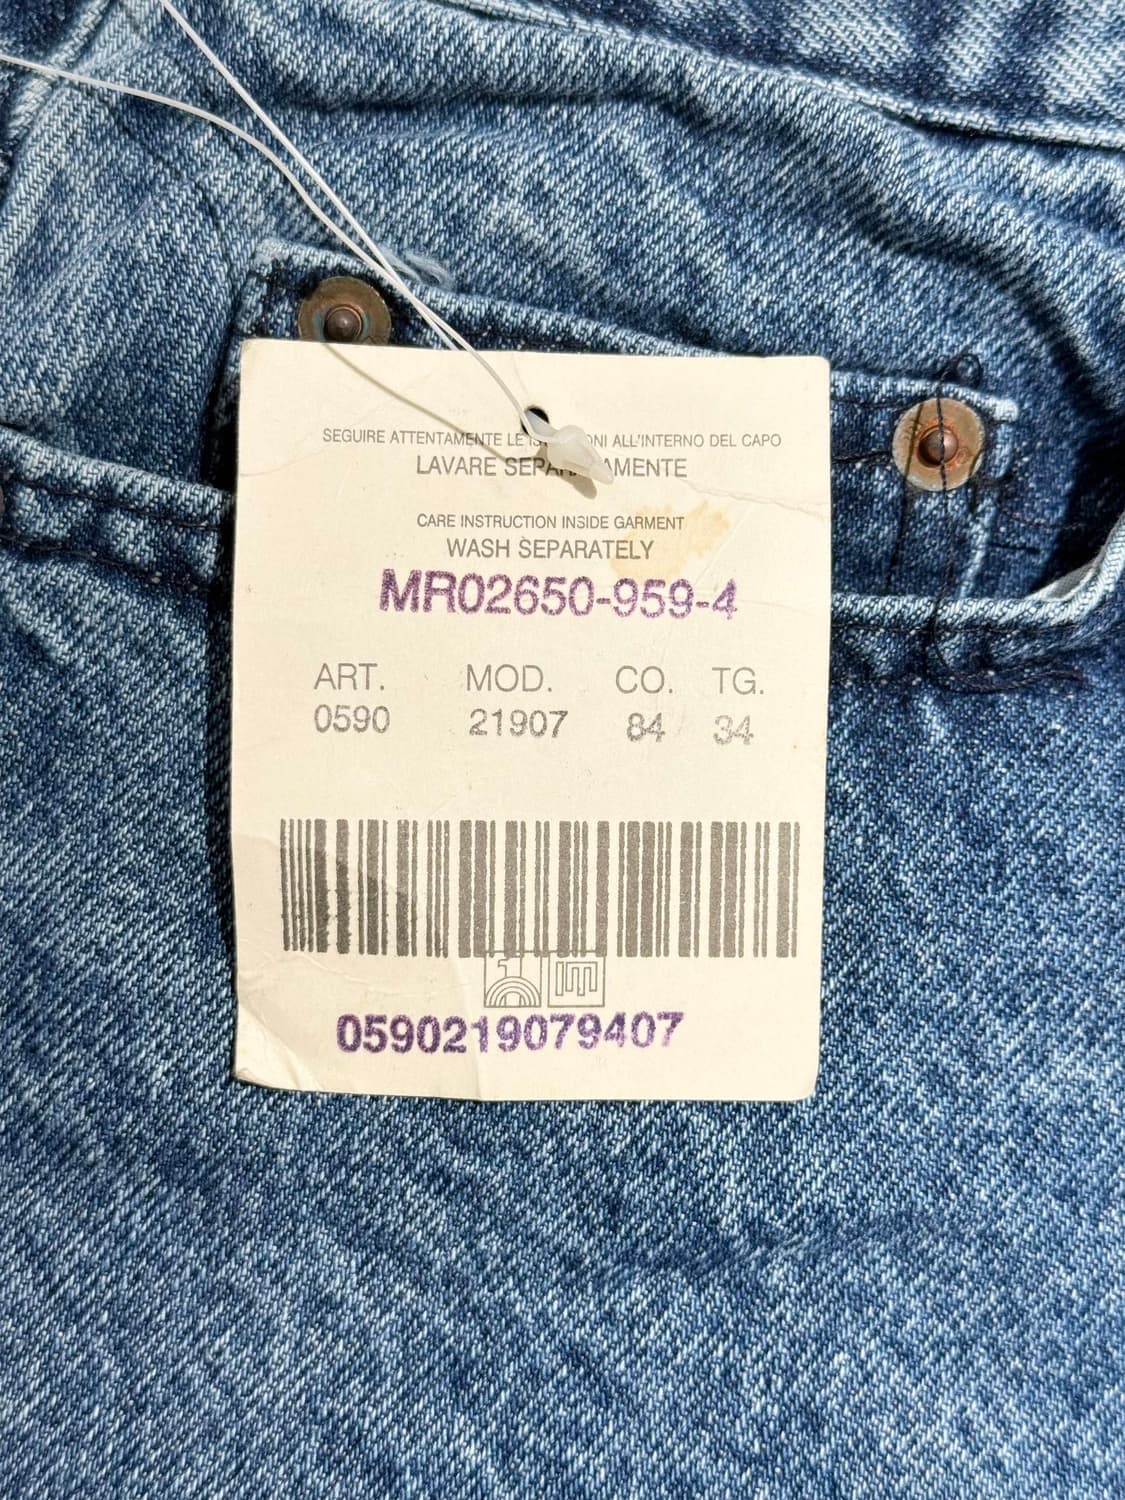 SEGUIRE ATTENTAMENTE LE ALL'INTERNO DEL CAPO
LAVARE
CARE INSTRUCTION INSIDE GARMENT
WASH SEPARATELY
MR02650-959-4
ART. MOD. CO. TG.
0590 21907 84 34
0590219079407